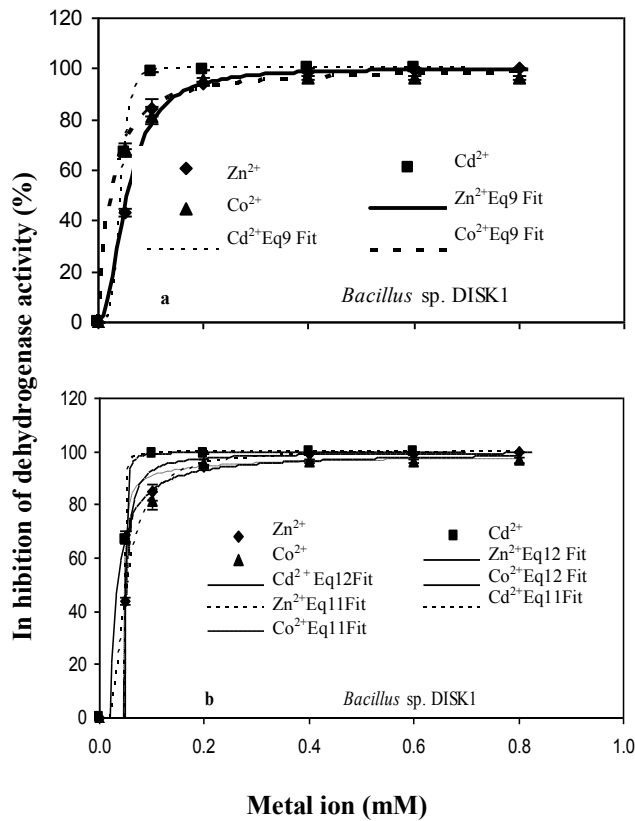 In hibition of dehydrogenase activity (%)
120
100
80
60
40
20
0
Zn²⁺
Cd²⁺
Co²⁺
Zn²⁺Eq9 Fit
Cd²⁺Eq9 Fit
Co²⁺Eq9 Fit
a
Bacillus sp. DISK1
120
100
80
60
40
20
0
Zn²⁺
Cd²⁺
Co²⁺
Zn²⁺Eq12 Fit
Cd²⁺Eq12Fit
Co²⁺Eq12 Fit
Zn²⁺Eq11Fit
Cd²⁺Eq11Fit
Co²⁺Eq11Fit
b
Bacillus sp. DISK1
0.0 0.2 0.4 0.6 0.8 1.0
Metal ion (mM)